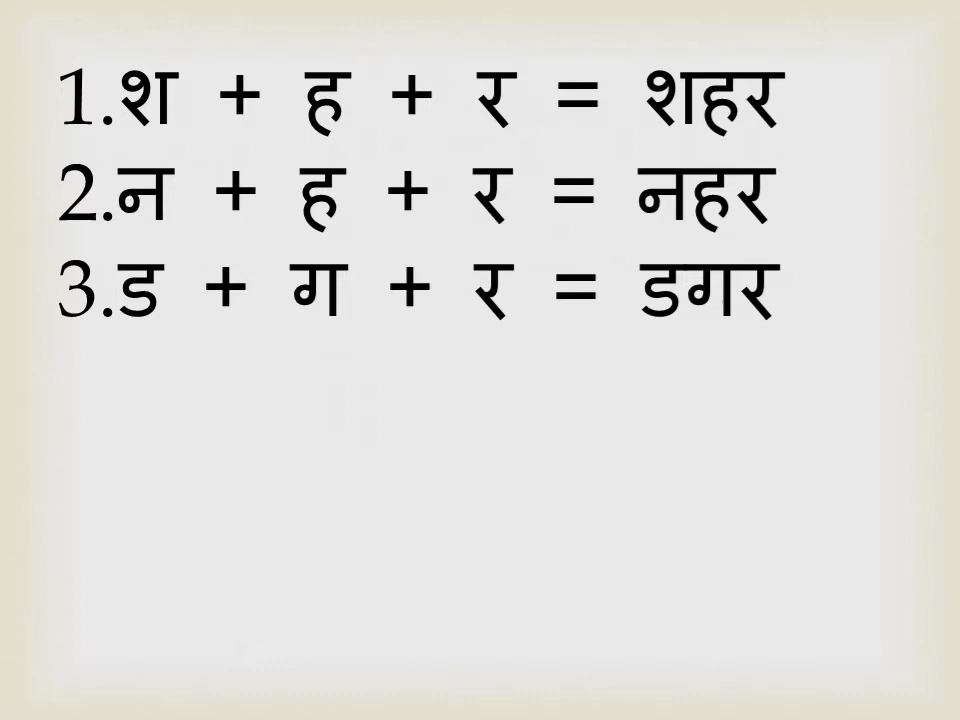 1.श + ह + र = शहर
2.न + ह + र = नहर
3.ड + ग + र = डगर